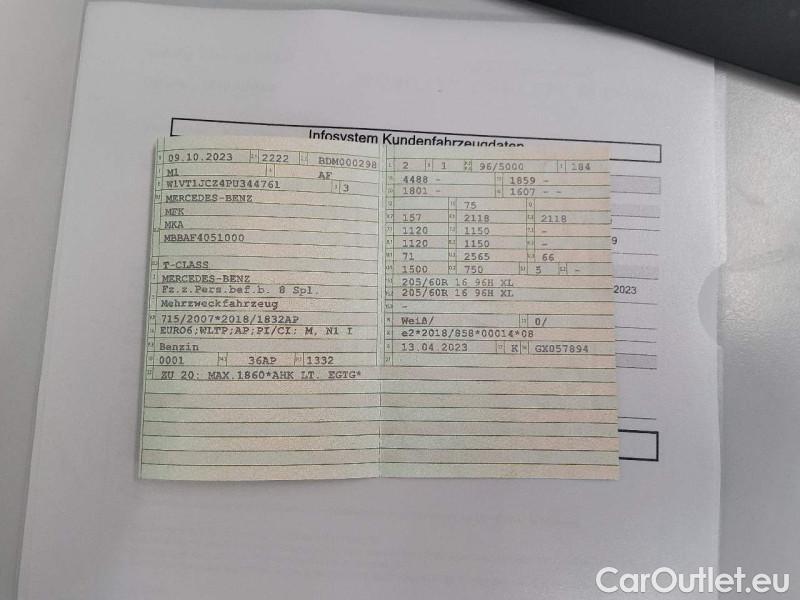 Infosystem Kundenfahrzeugdaten
09.10.2023 2222 BDM000298
M1 AF
W1VT1JCZ4PU344761 3
MERCEDES-BENZ
MFK
MKA
MBBAF4051000
T-CLASS
MERCEDES-BENZ
Fz.z.Pers.bef.b. 8 Spl.
Mehrzweckfahrzeug
715/2007*2018/1832AP
EURO6;WLTP;AP;PI/CI: M, N1 I
Benzin
0001 36AP 1332
ZU 20: MAX.1860*AHK LT. EGTG*
2 1 96/5000 184
4488 - 1859 -
1801 - 1607 - -
75
157 2118 2118
1120 1150 -
1120 1150 -
71 2565 66
1500 750 5 -
205/60R 16 96H XL
205/60R 16 96H XL
-
Weiß/ 0/
e2*2018/858*00014*08
13.04.2023 K GX057894
9
2023
CarOutlet.eu